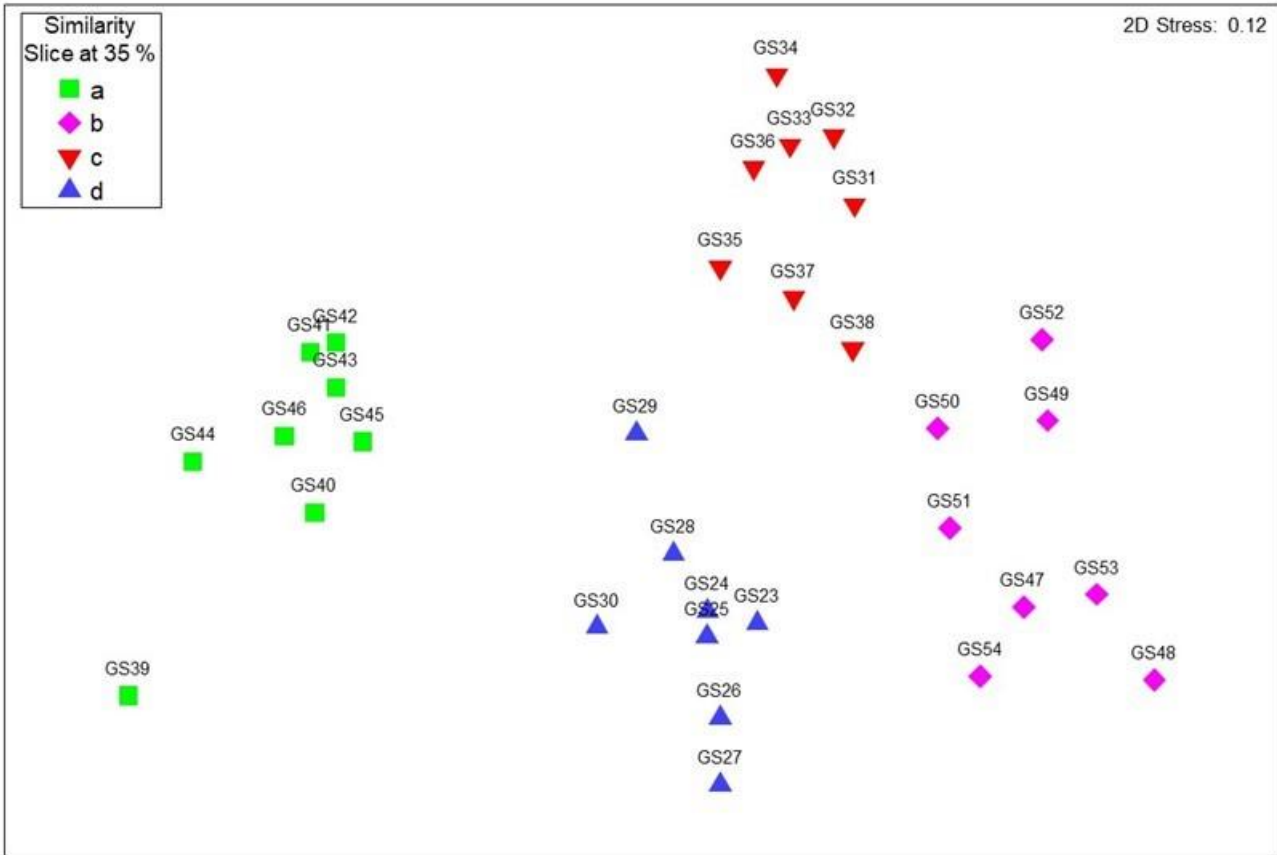 Similarity
Slice at 35 %
a
b
c
d
2D Stress: 0.12
GS34
GS33
GS32
GS36
GS31
GS35
GS37
GS38
GS42
GS41
GS43
GS46
GS45
GS44
GS40
GS39
GS52
GS49
GS50
GS51
GS53
GS47
GS54
GS48
GS29
GS28
GS24
GS23
GS30
GS25
GS26
GS27